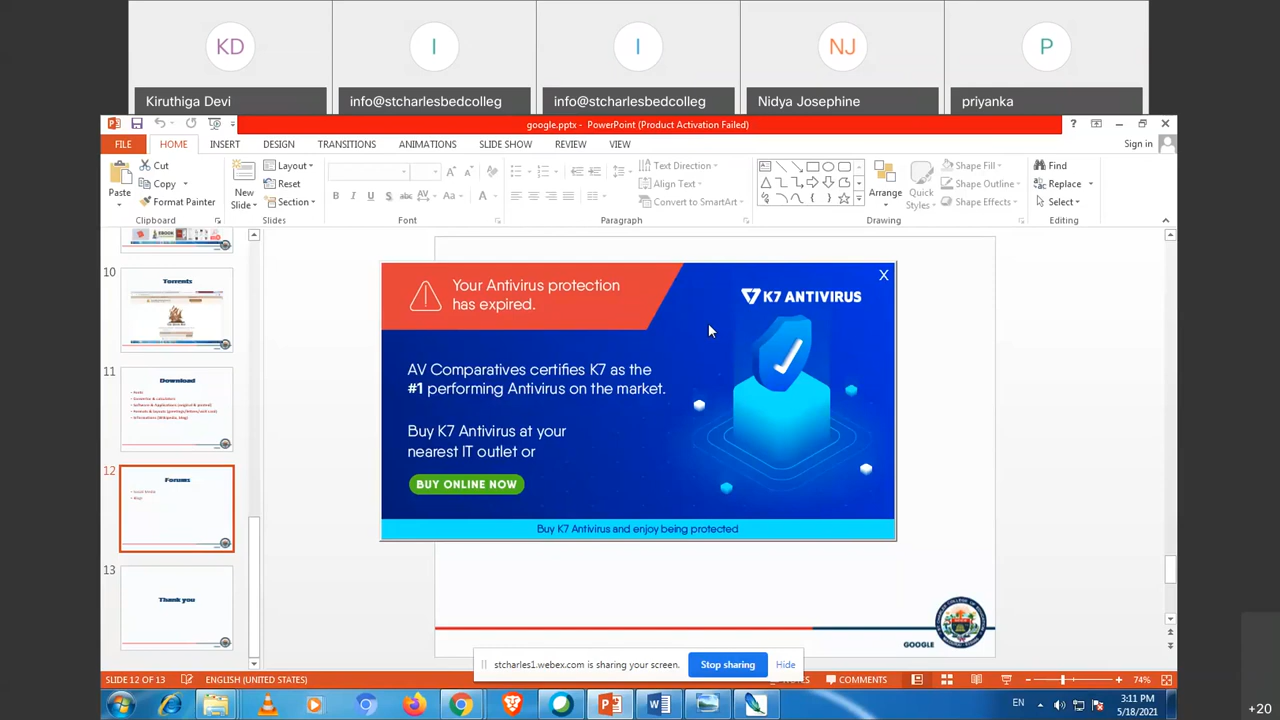 KD
I
I
NJ
P
Kiruthiga Devi
info@stcharlesbedcolleg
info@stcharlesbedcolleg
Nidya Josephine
priyanka
google.pptx - PowerPoint (Product Activation Failed)
?
FILE
HOME
INSERT
DESIGN
TRANSITIONS
ANIMATIONS
SLIDE SHOW
REVIEW
VIEW
Sign in
Paste
Cut
Copy
Format Painter
Clipboard
New Slide
Layout
Reset
Section
Slides
B I U S abc AV Aa A
Font
Text Direction
Align Text
Convert to SmartArt
Paragraph
Arrange
Quick Styles
Shape Fill
Shape Outline
Shape Effects
Drawing
Find
Replace
Select
Editing
10
Torrents
11
Download
12
Forums
Social Media
Blogs
13
Thank you
Your Antivirus protection
has expired.
X
K7 ANTIVIRUS
AV Comparatives certifies K7 as the
#1 performing Antivirus on the market.
Buy K7 Antivirus at your
nearest IT outlet or
BUY ONLINE NOW
Buy K7 Antivirus and enjoy being protected
GOOGLE
stcharles1.webex.com is sharing your screen.
Stop sharing
Hide
SLIDE 12 OF 13
ENGLISH (UNITED STATES)
COMMENTS
74%
EN
3:11 PM
5/18/2021
+20